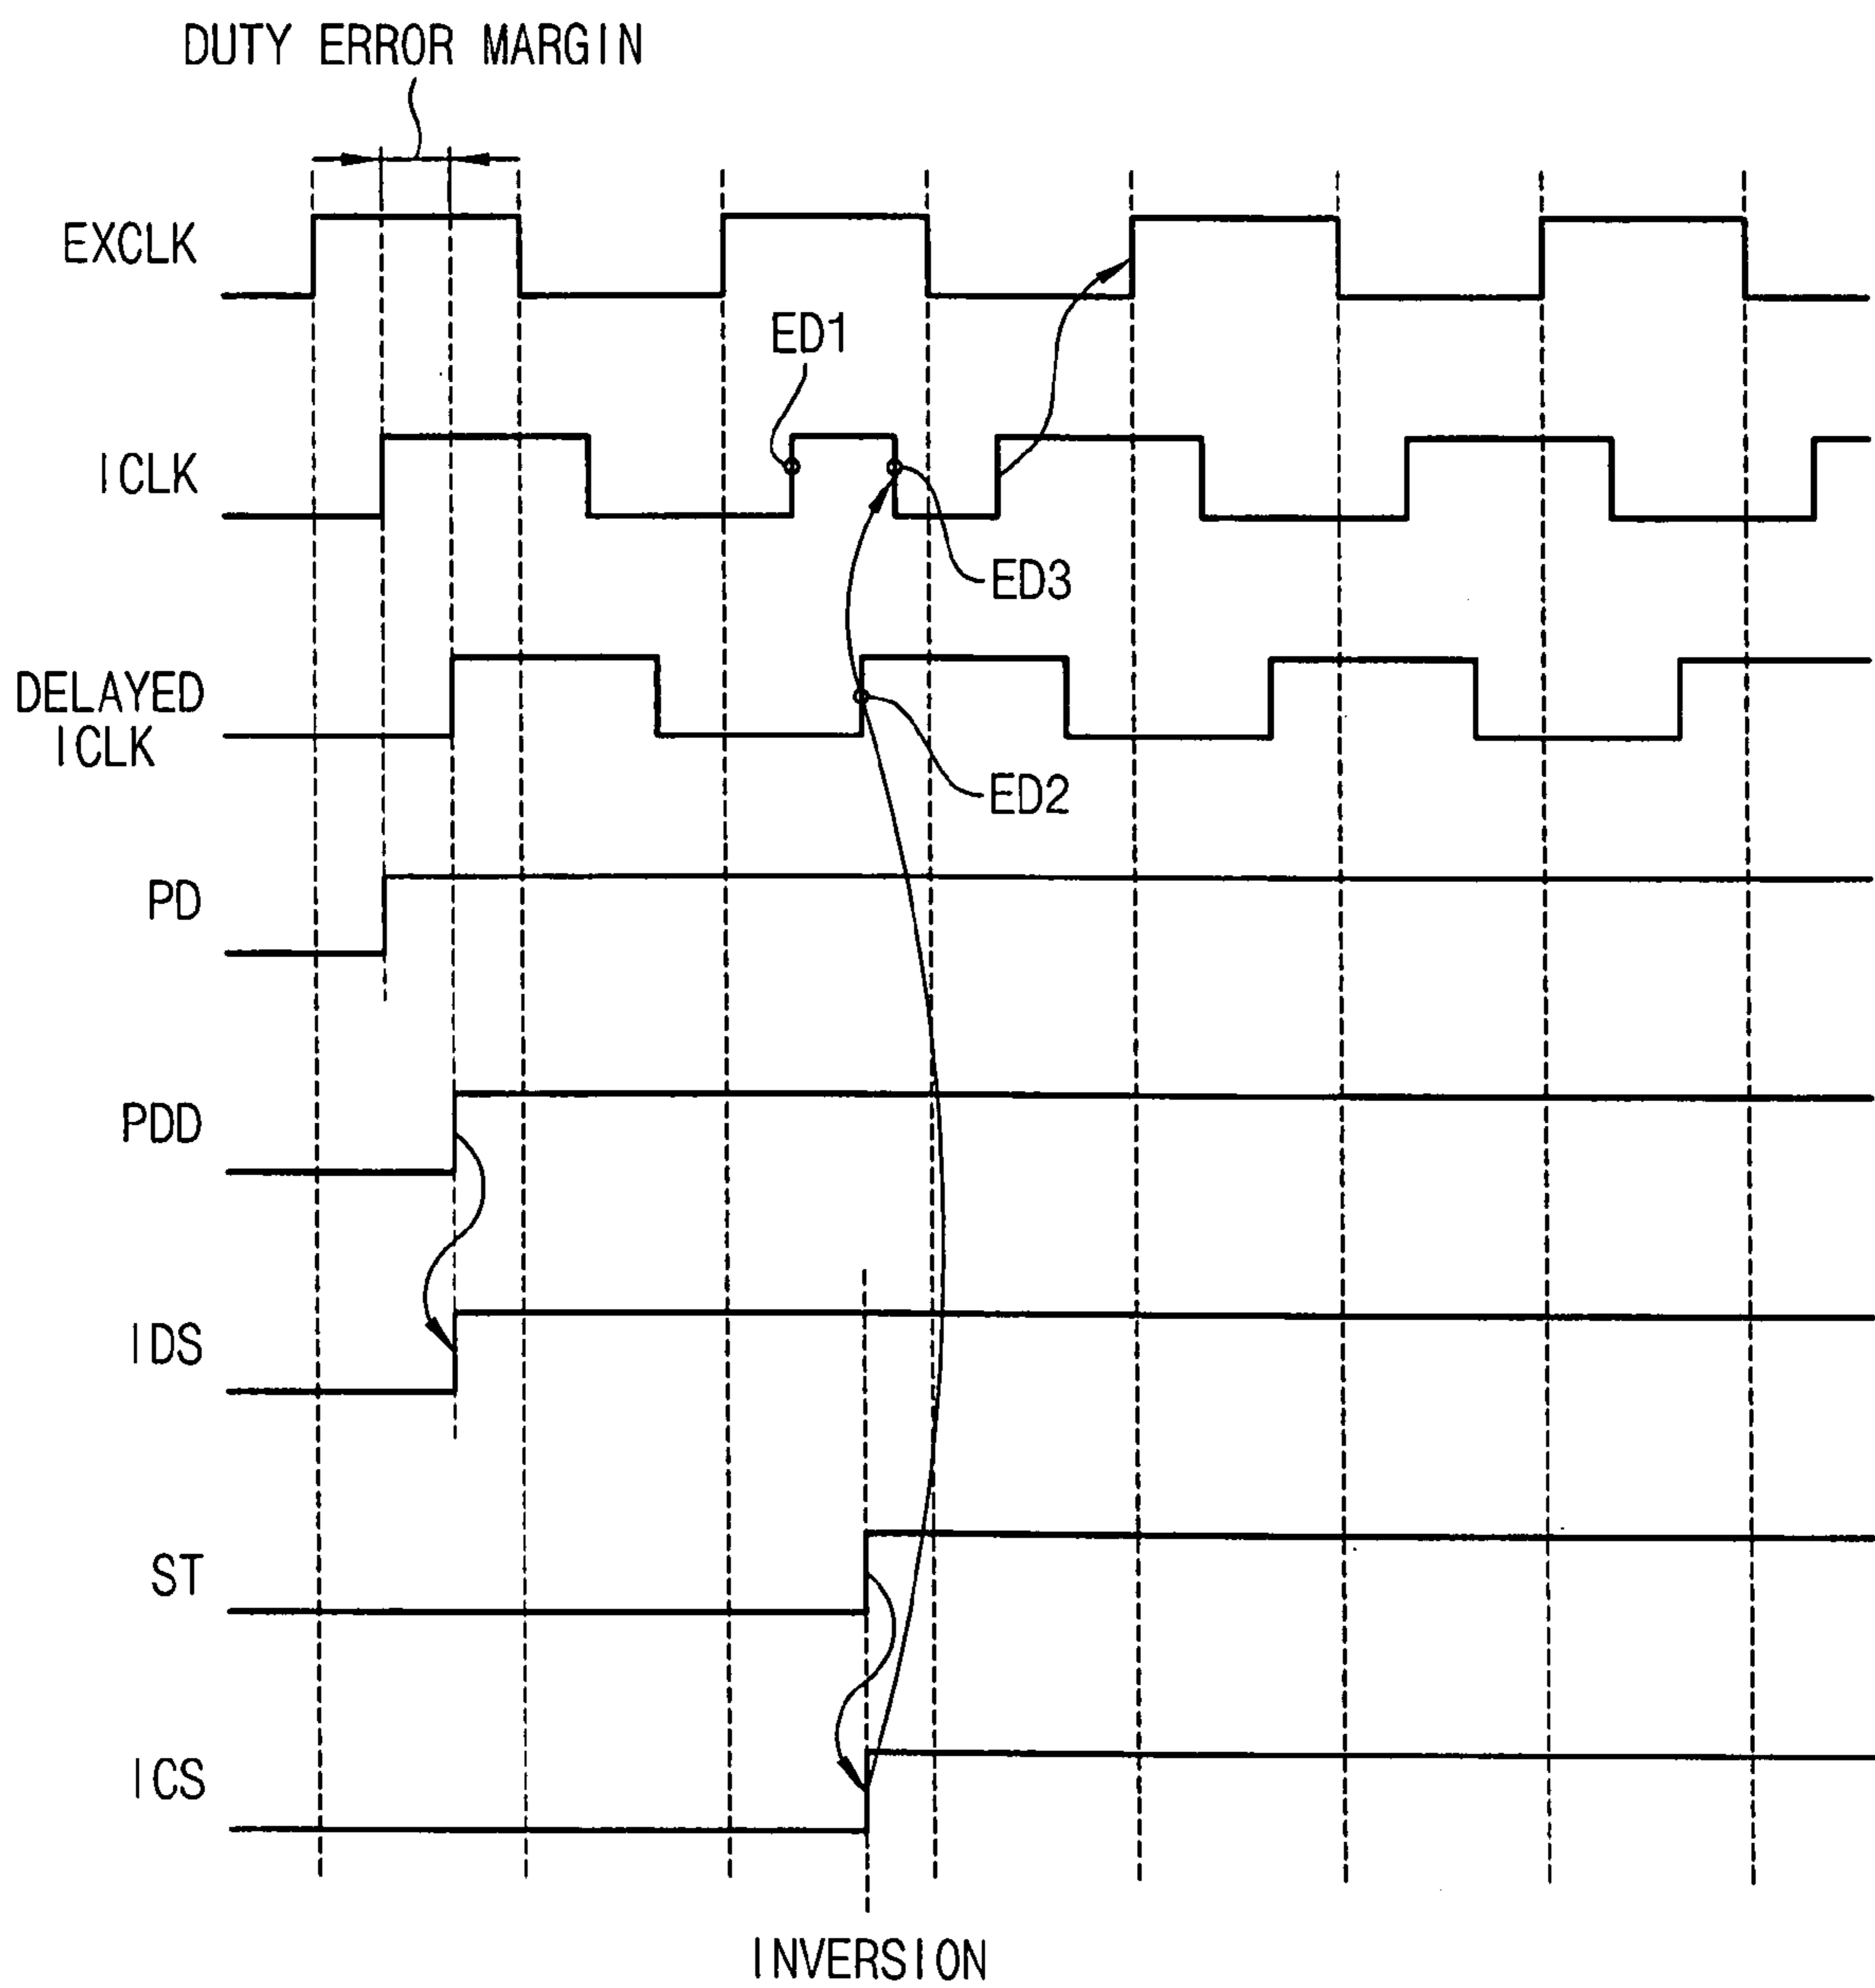 DUTY ERROR MARGIN
EXCLK
ED1
ICLK
ED3
DELAYED
ICLK
ED2
PD
PDD
IDS
ST
ICS
INVERSION